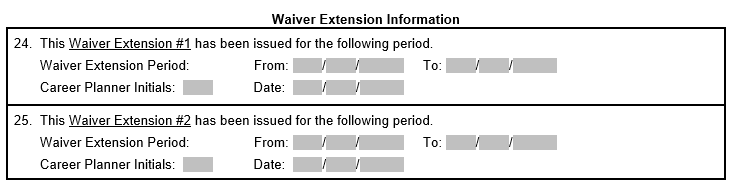 Waiver Extension Information
24. This Waiver Extension #1 has been issued for the following period.
Waiver Extension Period: From: / / To: / /
Career Planner Initials: Date: / /
25. This Waiver Extension #2 has been issued for the following period.
Waiver Extension Period: From: / / To: / /
Career Planner Initials: Date: / /